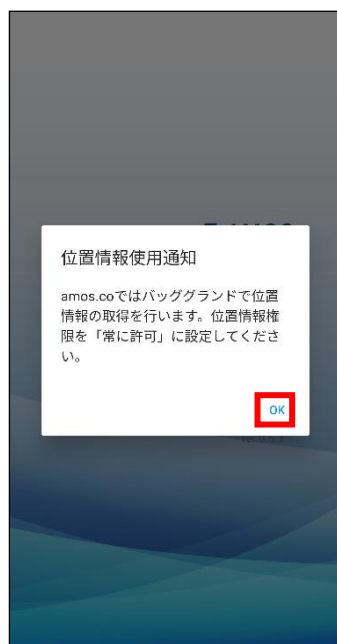 位置情報使用通知
amos.coではバッググランドで位置
情報の取得を行います。位置情報権
限を「常に許可」に設定してくださ
い。
OK